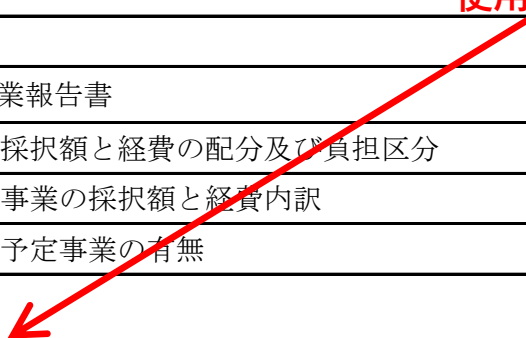 使用
業報告書
採択額と経費の配分及び負担区分
事業の採択額と経費内訳
予定事業の有無